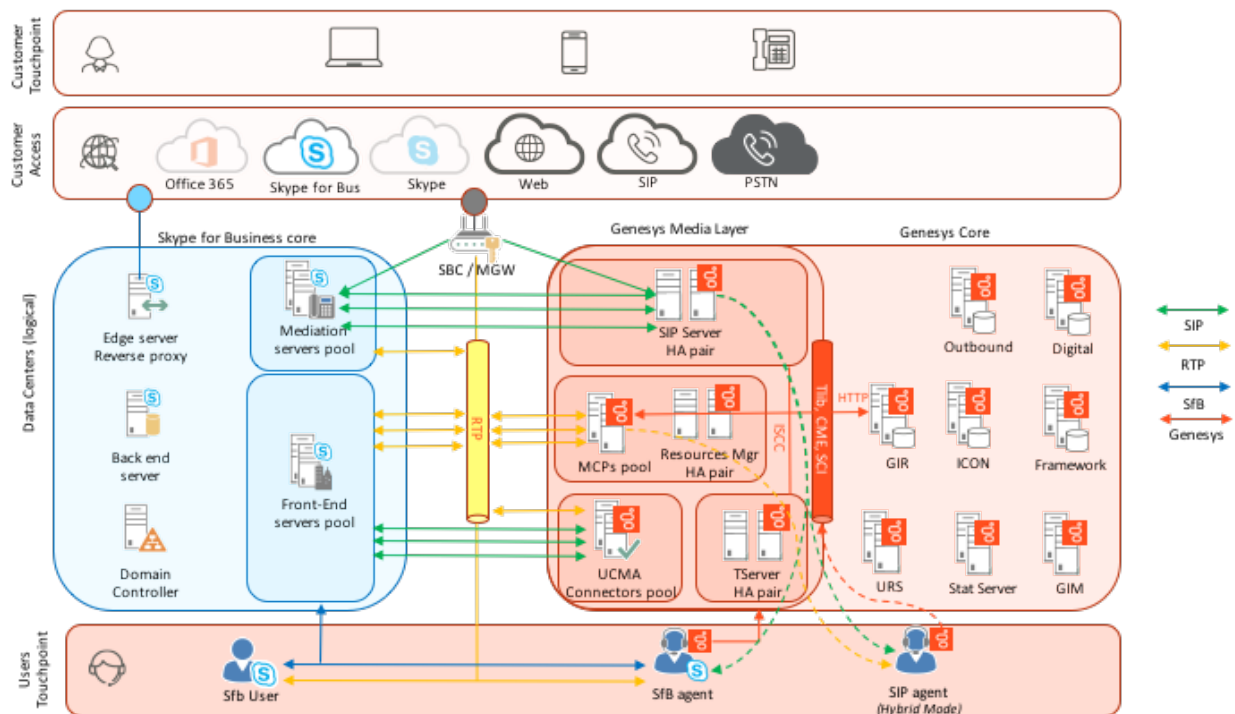 Customer
Touchpoint
Customer
Access
Office 365
Skype for Bus
Skype
Web
SIP
PSTN
Data Centers (logical)
Skype for Business core
SBC / MGW
Genesys Media Layer
Genesys Core
Edge server
Reverse proxy
Mediation
servers pool
SIP Server
HA pair
Outbound
Digital
SIP
RTP
SfB
Genesys
Back end
server
Front-End
servers pool
RTP
MCPs pool
Resources Mgr
HA pair
ISCC
Tlib, CME, SCI
HTTP
GIR
ICON
Framework
Domain
Controller
UCMA
Connectors pool
TServer
HA pair
URS
Stat Server
GIM
Users
Touchpoint
Sfb User
SfB agent
SIP agent
(Hybrid Mode)